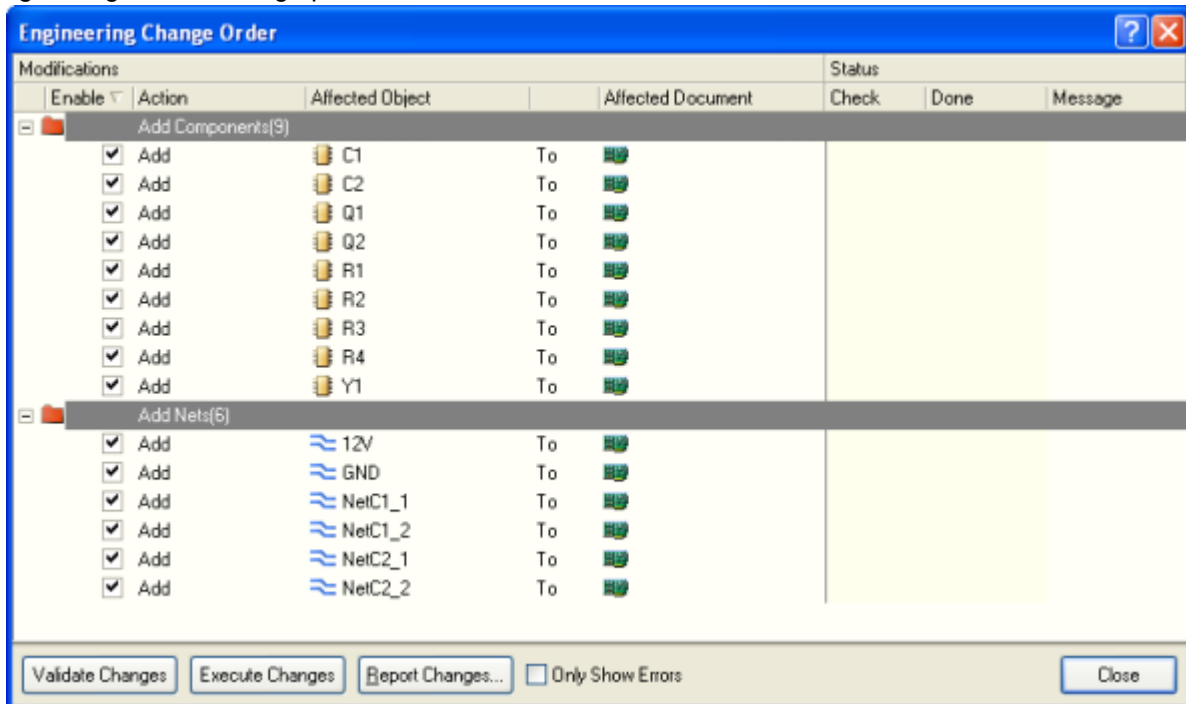 Engineering Change Order
Modifications Status
Enable Action Affected Object Affected Document Check Done Message
Add Components(9)
Add C1 To
Add C2 To
Add Q1 To
Add Q2 To
Add R1 To
Add R2 To
Add R3 To
Add R4 To
Add Y1 To
Add Nets(6)
Add 12V To
Add GND To
Add NetC1_1 To
Add NetC1_2 To
Add NetC2_1 To
Add NetC2_2 To
Validate Changes Execute Changes Report Changes... Only Show Errors Close